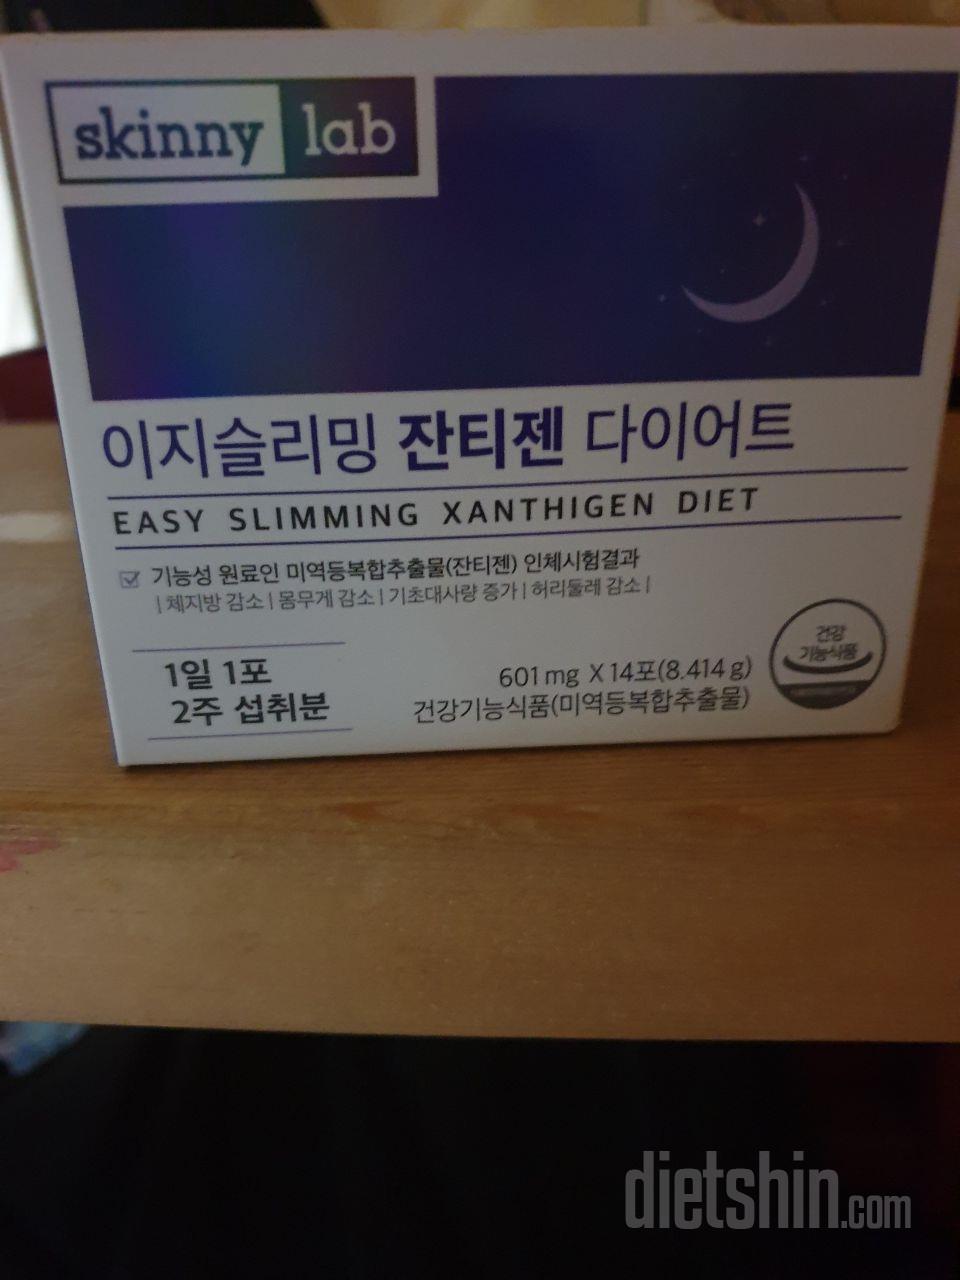 skinny lab
이지슬리밍 잔티젠 다이어트
EASY SLIMMING XANTHIGEN DIET
기능성 원료인 미역등복합추출물(잔티젠) 인체시험결과
| 체지방 감소 | 몸무게 감소 | 기초대사량 증가 | 허리둘레 감소 |
1일 1포
2주 섭취분
601mg X 14포(8.414g)
건강기능식품(미역등복합추출물)
건강
기능식품
dietshin.com